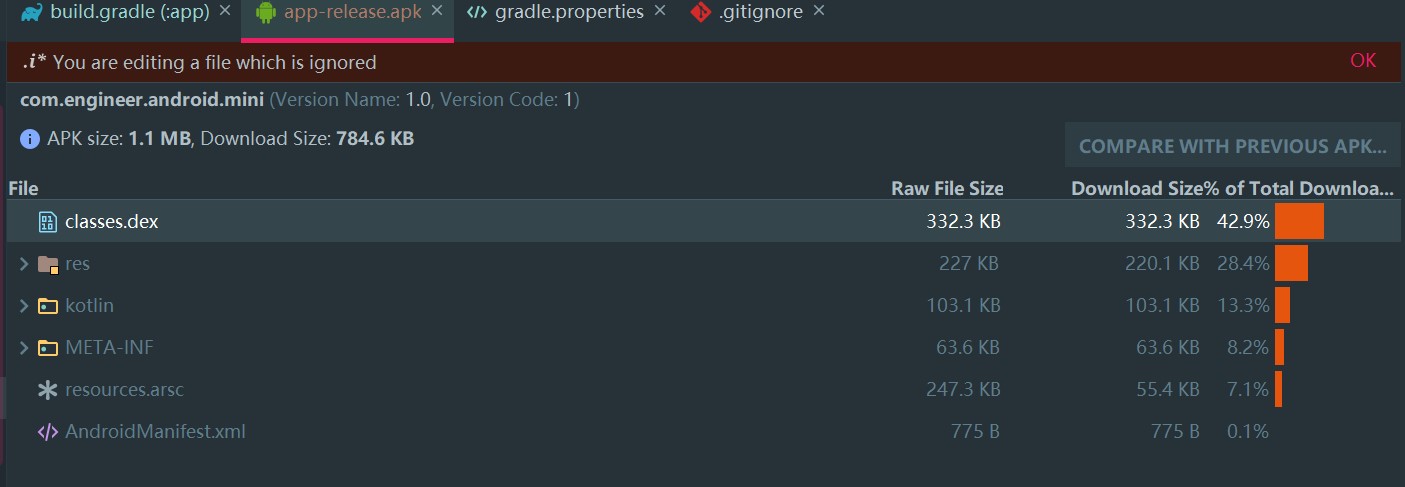 build.gradle (:app) × app-release.apk × </> gradle.properties × .gitignore ×
.i* You are editing a file which is ignored OK
com.engineer.android.mini (Version Name: 1.0, Version Code: 1)
i APK size: 1.1 MB, Download Size: 784.6 KB
COMPARE WITH PREVIOUS APK...
File Raw File Size Download Size % of Total Downloa...
classes.dex 332.3 KB 332.3 KB 42.9%
res 227 KB 220.1 KB 28.4%
kotlin 103.1 KB 103.1 KB 13.3%
META-INF 63.6 KB 63.6 KB 8.2%
resources.arsc 247.3 KB 55.4 KB 7.1%
</> AndroidManifest.xml 775 B 775 B 0.1%